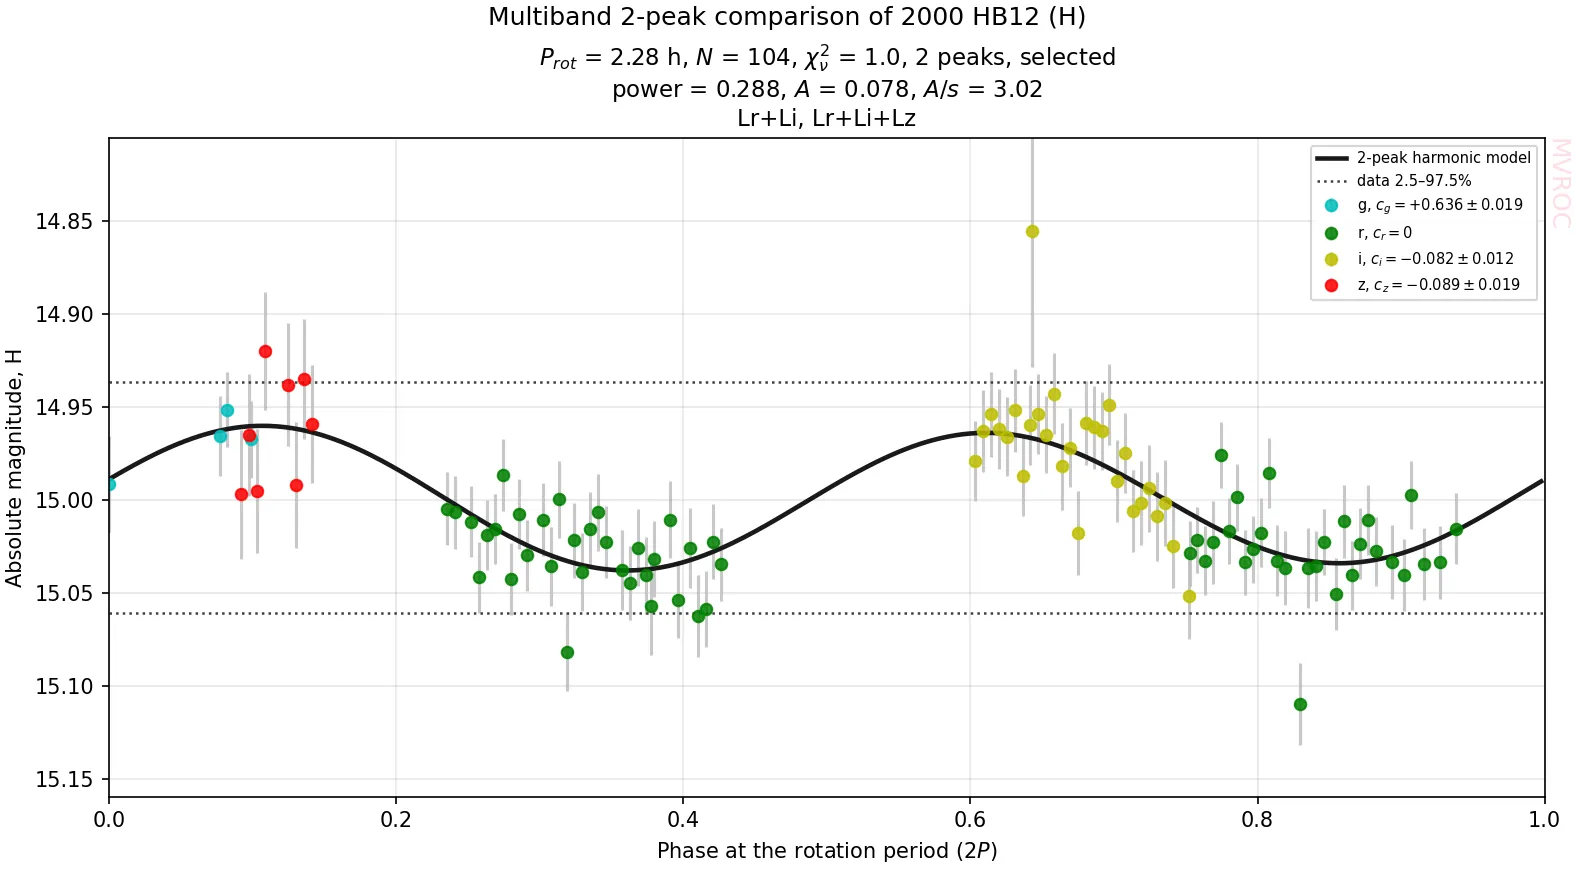 Multiband 2-peak comparison of 2000 HB12 (H)
P_rot = 2.28 h, N = 104, χ²_ν = 1.0, 2 peaks, selected
power = 0.288, A = 0.078, A/s = 3.02
Lr+Li, Lr+Li+Lz
2-peak harmonic model
data 2.5–97.5%
g, c_g = +0.636 ± 0.019
r, c_r = 0
i, c_i = −0.082 ± 0.012
z, c_z = −0.089 ± 0.019
MVROC
Absolute magnitude, H
14.85
14.90
14.95
15.00
15.05
15.10
15.15
0.0 0.2 0.4 0.6 0.8 1.0
Phase at the rotation period (2P)